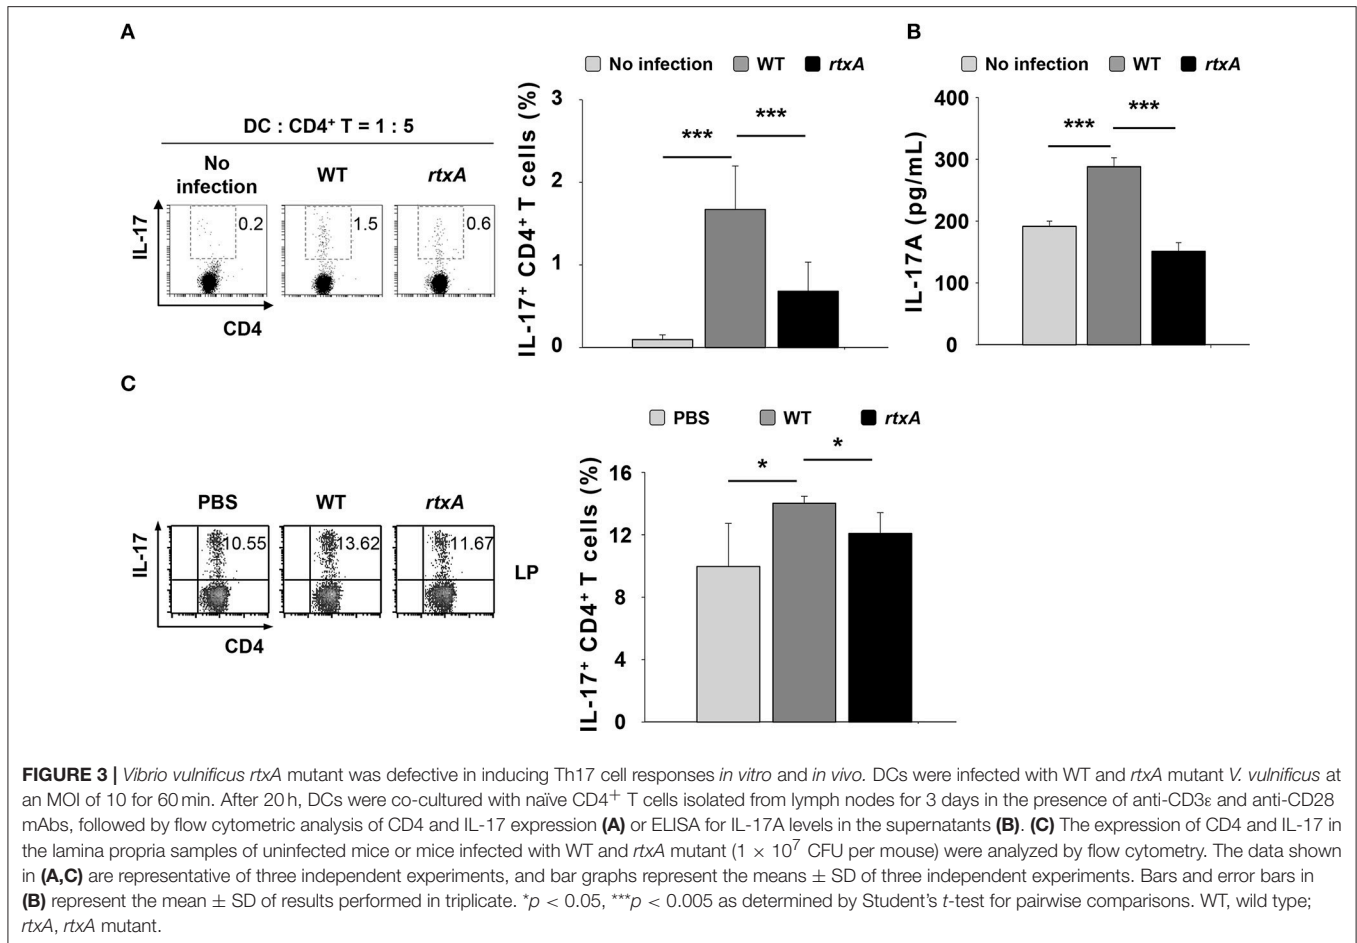 A
No infection WT rtxA
DC : CD4⁺ T = 1 : 5
No infection
WT
rtxA
IL-17
0.2
1.5
0.6
CD4
IL-17⁺ CD4⁺ T cells (%)
3
2
1
0
***
***
B
No infection WT rtxA
IL-17A (pg/mL)
400
300
200
100
0
***
***
C
PBS WT rtxA
PBS
WT
rtxA
IL-17
10.55
13.62
11.67
LP
CD4
IL-17⁺ CD4⁺ T cells (%)
16
12
8
4
0
*
*
FIGURE 3 | Vibrio vulnificus rtxA mutant was defective in inducing Th17 cell responses in vitro and in vivo. DCs were infected with WT and rtxA mutant V. vulnificus at
an MOI of 10 for 60 min. After 20 h, DCs were co-cultured with naïve CD4⁺ T cells isolated from lymph nodes for 3 days in the presence of anti-CD3ε and anti-CD28
mAbs, followed by flow cytometric analysis of CD4 and IL-17 expression (A) or ELISA for IL-17A levels in the supernatants (B). (C) The expression of CD4 and IL-17 in
the lamina propria samples of uninfected mice or mice infected with WT and rtxA mutant (1 × 10⁷ CFU per mouse) were analyzed by flow cytometry. The data shown
in (A,C) are representative of three independent experiments, and bar graphs represent the means ± SD of three independent experiments. Bars and error bars in
(B) represent the mean ± SD of results performed in triplicate. *p < 0.05, ***p < 0.005 as determined by Student's t-test for pairwise comparisons. WT, wild type;
rtxA, rtxA mutant.